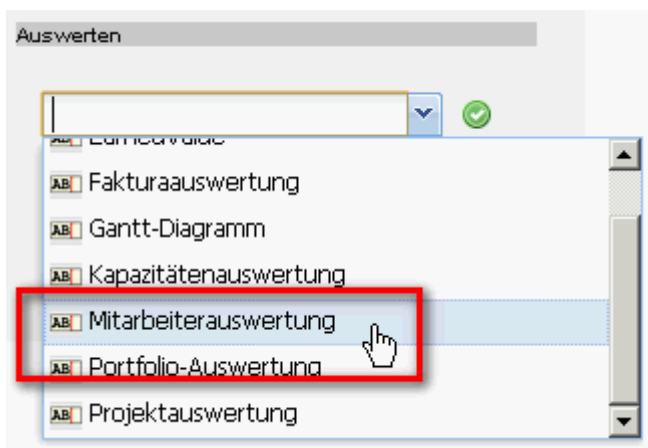 Auswerten
Fakturaauswertung
Gantt-Diagramm
Kapazitätenauswertung
Mitarbeiterauswertung
Portfolio-Auswertung
Projektauswertung